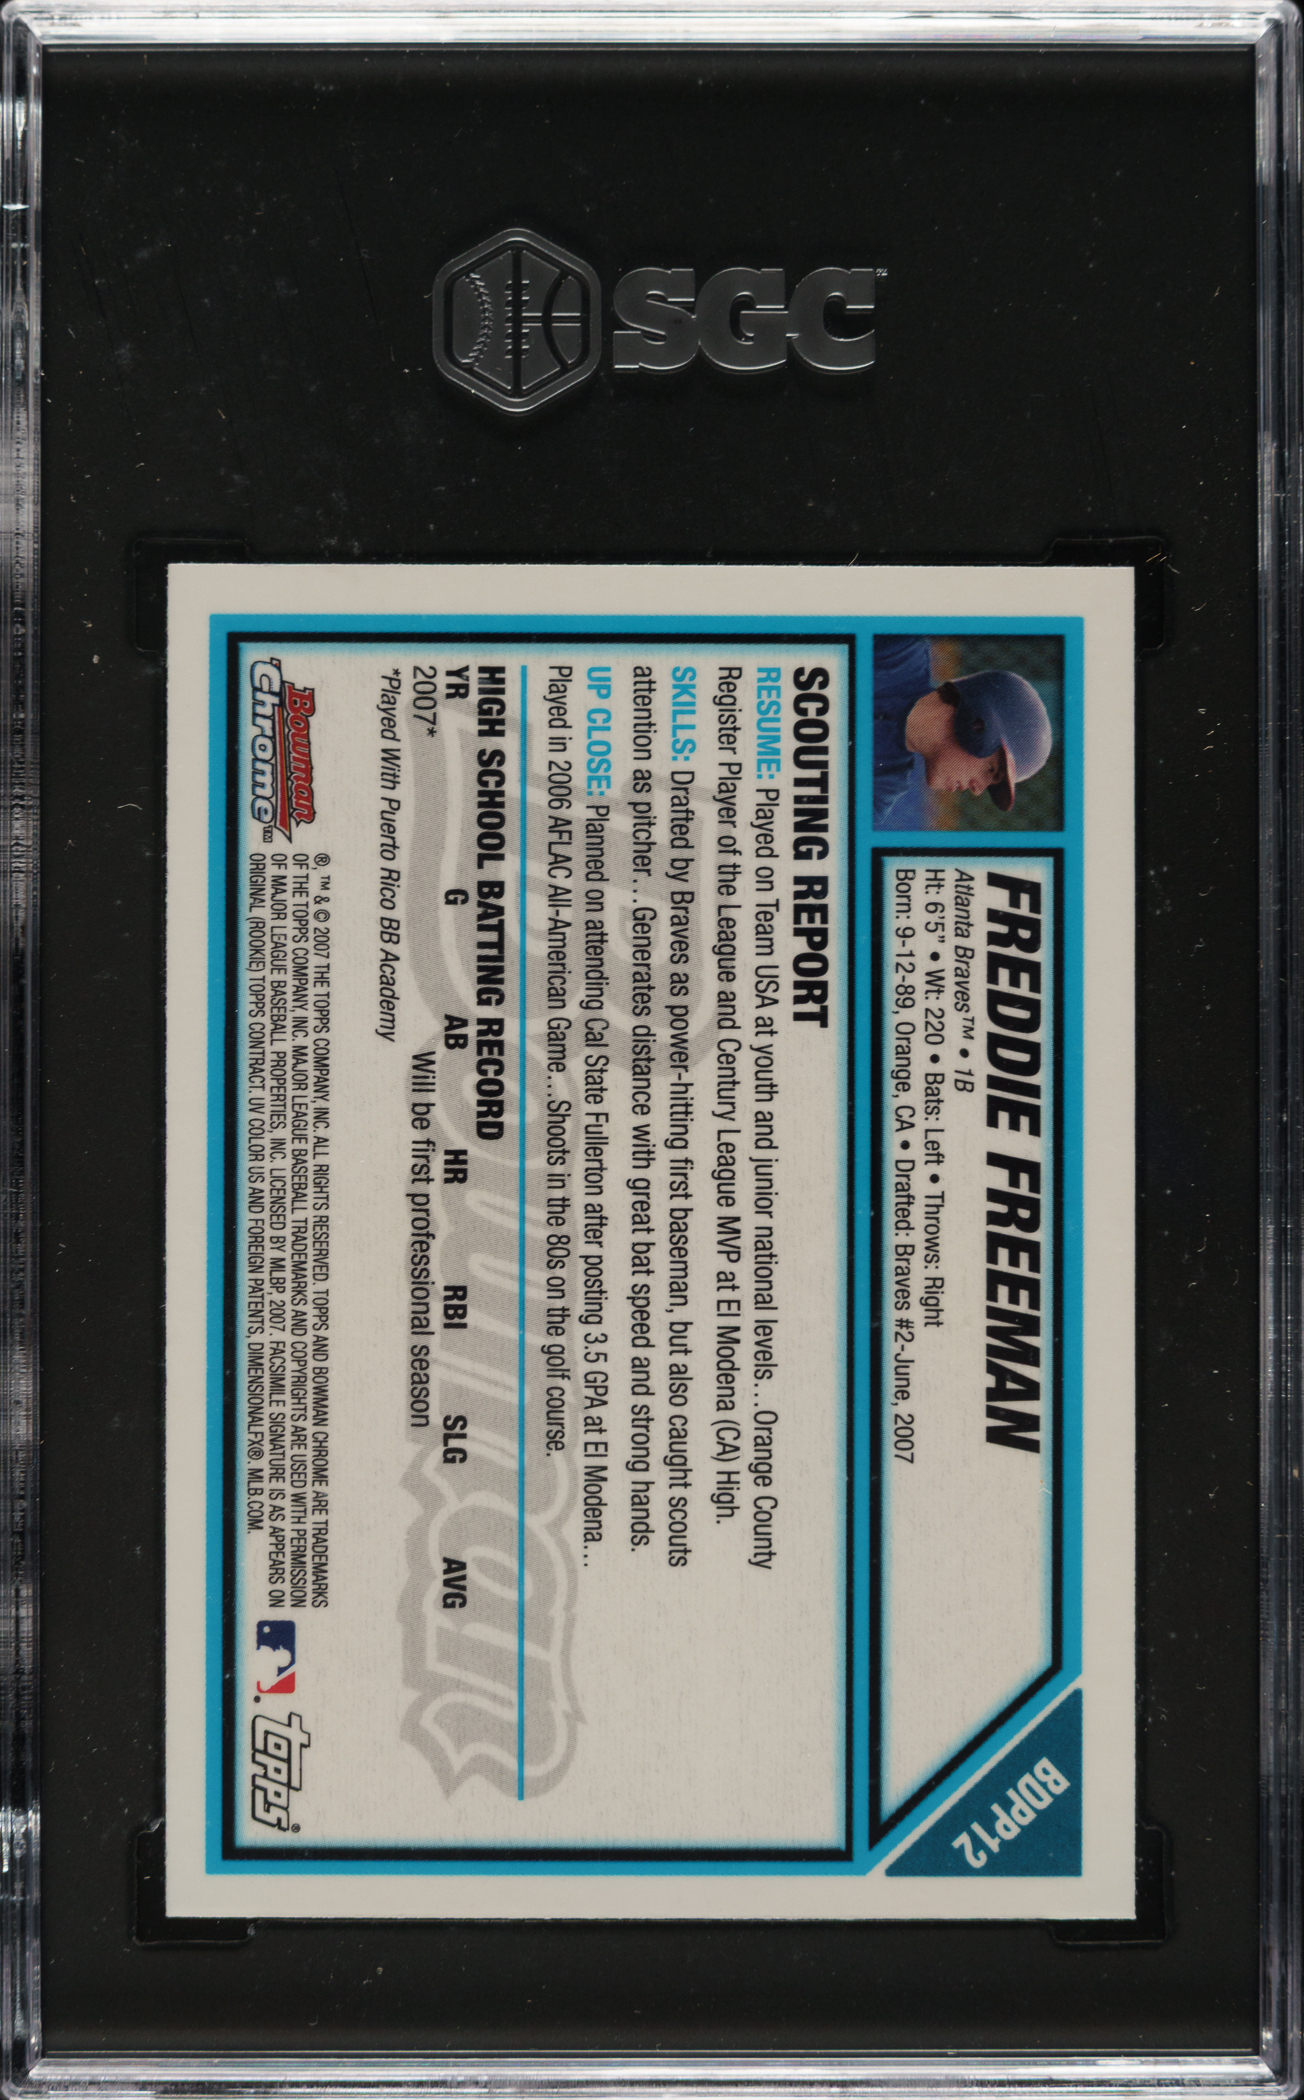 SGC
FREDDIE FREEMAN
Atlanta Braves™ • 1B
Ht: 6'5" • Wt: 220 • Bats: Left • Throws: Right
Born: 9-12-89, Orange, CA • Drafted: Braves #2-June, 2007
BDPP12
SCOUTING REPORT
RESUME: Played on Team USA at youth and junior national levels...Orange County
Register Player of the League and Century League MVP at El Modena (CA) High.
SKILLS: Drafted by Braves as power-hitting first baseman, but also caught scouts
attention as pitcher...Generates distance with great bat speed and strong hands.
UP CLOSE: Planned on attending Cal State Fullerton after posting 3.5 GPA at El Modena...
Played in 2006 AFLAC All-American Game...Shoots in the 80s on the golf course.
HIGH SCHOOL BATTING RECORD
YR G AB HR RBI SLG AVG
2007* Will be first professional season
*Played With Puerto Rico BB Academy
Bowman
Chrome™
®, ™ & © 2007 THE TOPPS COMPANY, INC. ALL RIGHTS RESERVED. TOPPS AND BOWMAN CHROME ARE TRADEMARKS
OF THE TOPPS COMPANY, INC. MAJOR LEAGUE BASEBALL TRADEMARKS AND COPYRIGHTS ARE USED WITH PERMISSION
OF MAJOR LEAGUE BASEBALL PROPERTIES, INC. LICENSED BY MLBP, 2007. FACSIMILE SIGNATURE IS AS APPEARS ON
ORIGINAL (ROOKIE) TOPPS CONTRACT. UV COLOR US AND FOREIGN PATENTS, DIMENSIONALFX®. MLB.COM.
topps®